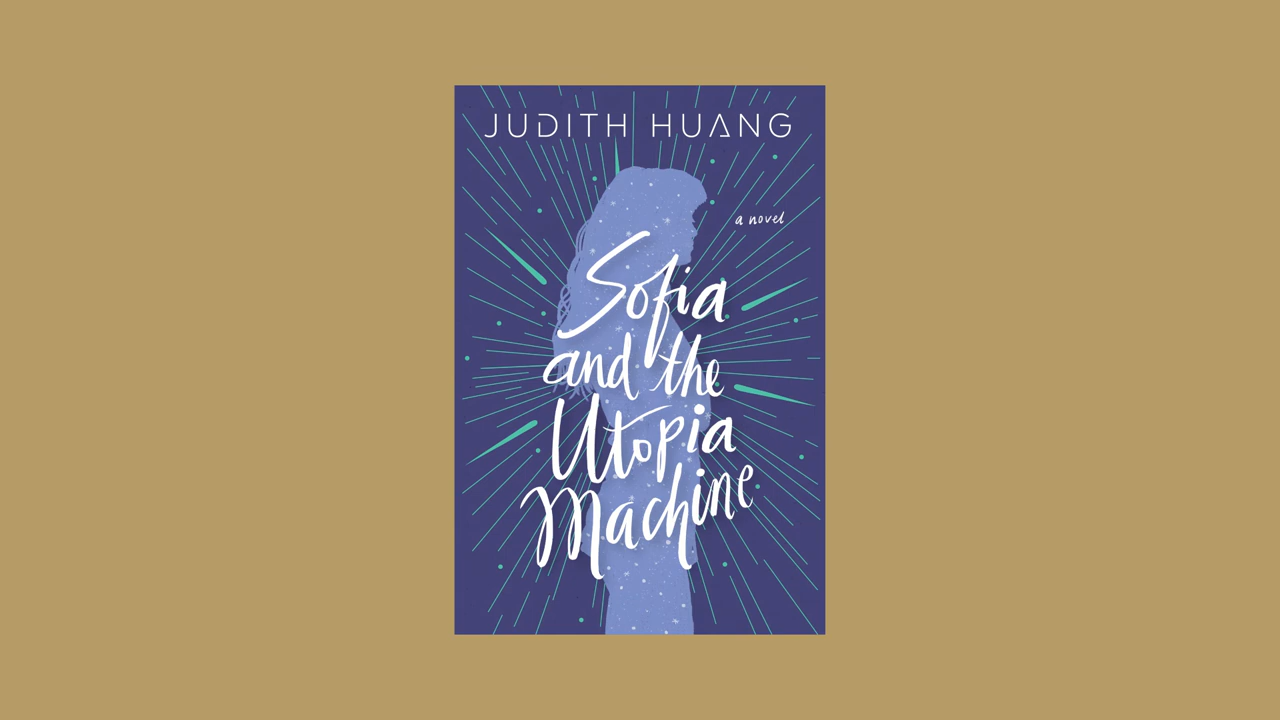 JUDITH HUANG
a novel
Sofia
and the
Utopia
Machine